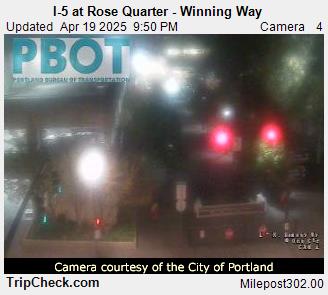 I-5 at Rose Quarter - Winning Way
Updated Apr 19 2025 9:50 PM Camera 4
PBOT
PORTLAND BUREAU OF TRANSPORTATION
Camera courtesy of the City of Portland
TripCheck.com Milepost302.00